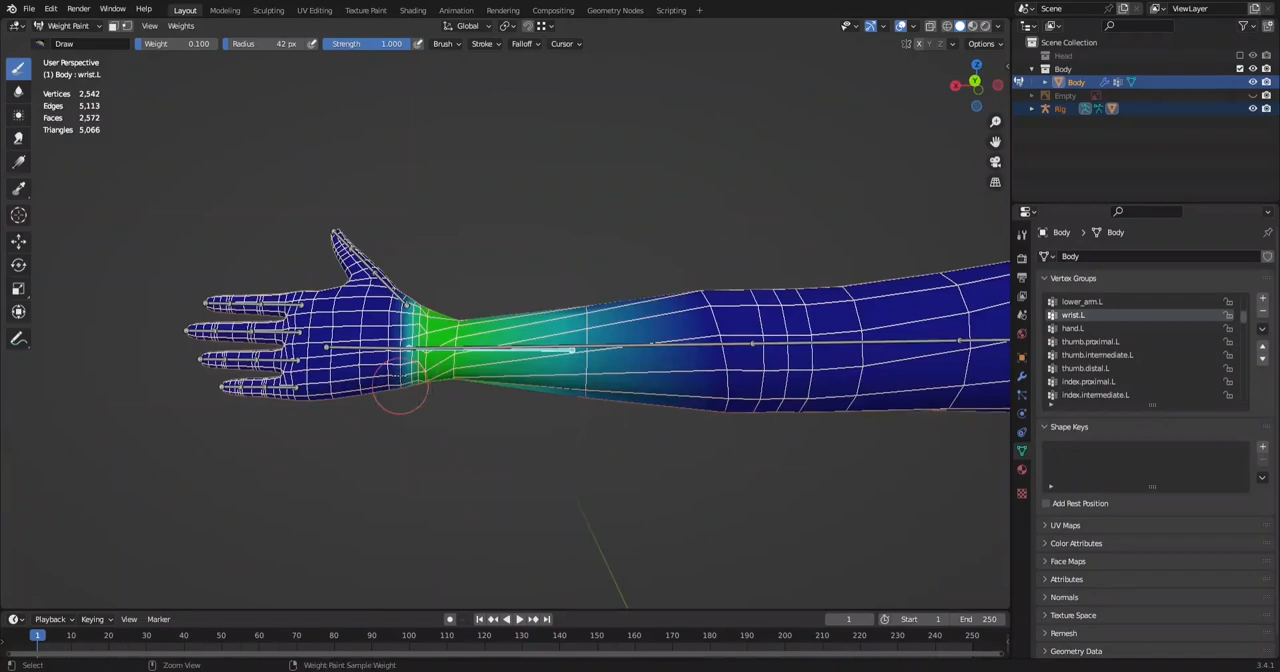 File Edit Render Window Help Layout Modeling Sculpting UV Editing Texture Paint Shading Animation Rendering Compositing Geometry Nodes Scripting + Scene ViewLayer
Weight Paint View Weights Global
Draw Weight 0.100 Radius 42 px Strength 1.000 Brush Stroke Falloff Cursor X Y Z Options
User Perspective
(1) Body : wrist.L
Vertices 2,542
Edges 5,113
Faces 2,572
Triangles 5,066
Z
Y
X
Scene Collection
Head
Body
Body
Empty
Rig
Body Body
Body
Vertex Groups
lower_arm.L
wrist.L
hand.L
thumb.proximal.L
thumb.intermediate.L
thumb.distal.L
index.proximal.L
index.intermediate.L
Shape Keys
Add Rest Position
UV Maps
Color Attributes
Face Maps
Attributes
Normals
Texture Space
Remesh
Geometry Data
Playback Keying View Marker 1 Start 1 End 250
1 10 20 30 40 50 60 70 80 90 100 110 120 130 140 150 160 170 180 190 200 210 220 230 240 250
Select Zoom View Weight Paint Sample Weight 3.4.1